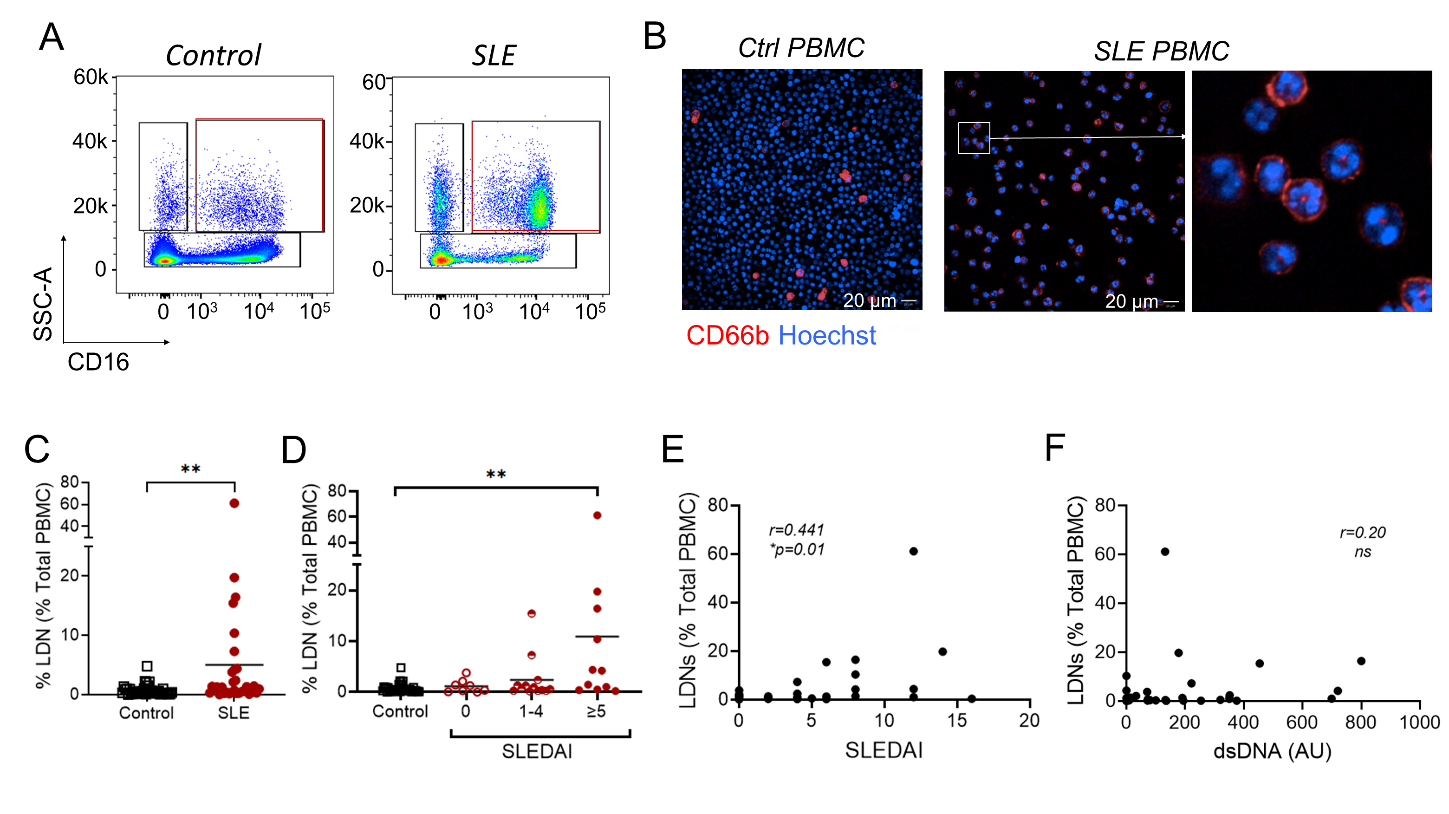 A
Control
SLE
60k
40k
20k
0
60
40k
20k
0
0 10³ 10⁴ 10⁵
0 10³ 10⁴ 10⁵
SSC-A
CD16
B
Ctrl PBMC
SLE PBMC
20 µm
20 µm
CD66b Hoechst
C
**
% LDN (% Total PBMC)
80
60
40
20
10
0
Control
SLE
D
**
% LDN (% Total PBMC)
80
60
40
20
10
0
Control
0
1-4
≥5
SLEDAI
E
r=0.441
*p=0.01
LDNs (% Total PBMC)
80
60
40
20
0
0 5 10 15 20
SLEDAI
F
r=0.20
ns
LDNs (% Total PBMC)
80
60
40
20
0
0 200 400 600 800 1000
dsDNA (AU)